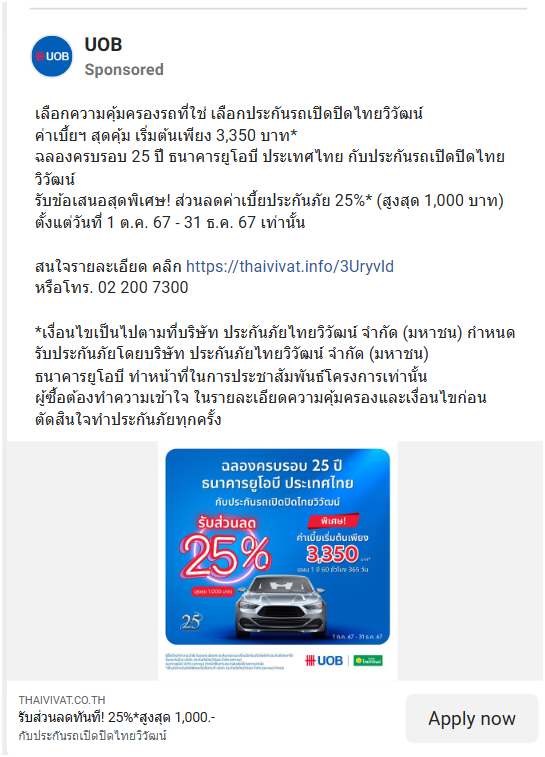 UOB
UOB
Sponsored
เลือกความคุ้มครองรถที่ใช่ เลือกประกันรถเปิดปิดไทยวิวัฒน์
ค่าเบี้ยฯ สุดคุ้ม เริ่มต้นเพียง 3,350 บาท*
ฉลองครบรอบ 25 ปี ธนาคารยูโอบี ประเทศไทย กับประกันรถเปิดปิดไทย
วิวัฒน์
รับข้อเสนอสุดพิเศษ! ส่วนลดค่าเบี้ยประกันภัย 25%* (สูงสุด 1,000 บาท)
ตั้งแต่วันที่ 1 ต.ค. 67 - 31 ธ.ค. 67 เท่านั้น
สนใจรายละเอียด คลิก https://thaivivat.info/3UryvId
หรือโทร. 02 200 7300
*เงื่อนไขเป็นไปตามที่บริษัท ประกันภัยไทยวิวัฒน์ จำกัด (มหาชน) กำหนด
รับประกันภัยโดยบริษัท ประกันภัยไทยวิวัฒน์ จำกัด (มหาชน)
ธนาคารยูโอบี ทำหน้าที่ในการประชาสัมพันธ์โครงการเท่านั้น
ผู้ซื้อต้องทำความเข้าใจ ในรายละเอียดความคุ้มครองและเงื่อนไขก่อน
ตัดสินใจทำประกันภัยทุกครั้ง
ฉลองครบรอบ 25 ปี
ธนาคารยูโอบี ประเทศไทย
กับประกันรถเปิดปิดไทยวิวัฒน์
รับส่วนลด
25%
(สูงสุด 1,000 บาท)
พิเศษ!
ค่าเบี้ยเริ่มต้นเพียง
3,350 บาท*
แผน 1 ปี 60 ชั่วโมง 365 วัน
25
1 ต.ค. 67 - 31 ธ.ค. 67
UOB
THAIVIVAT.CO.TH
รับส่วนลดทันที! 25%*สูงสุด 1,000.-
กับประกันรถเปิดปิดไทยวิวัฒน์
Apply now